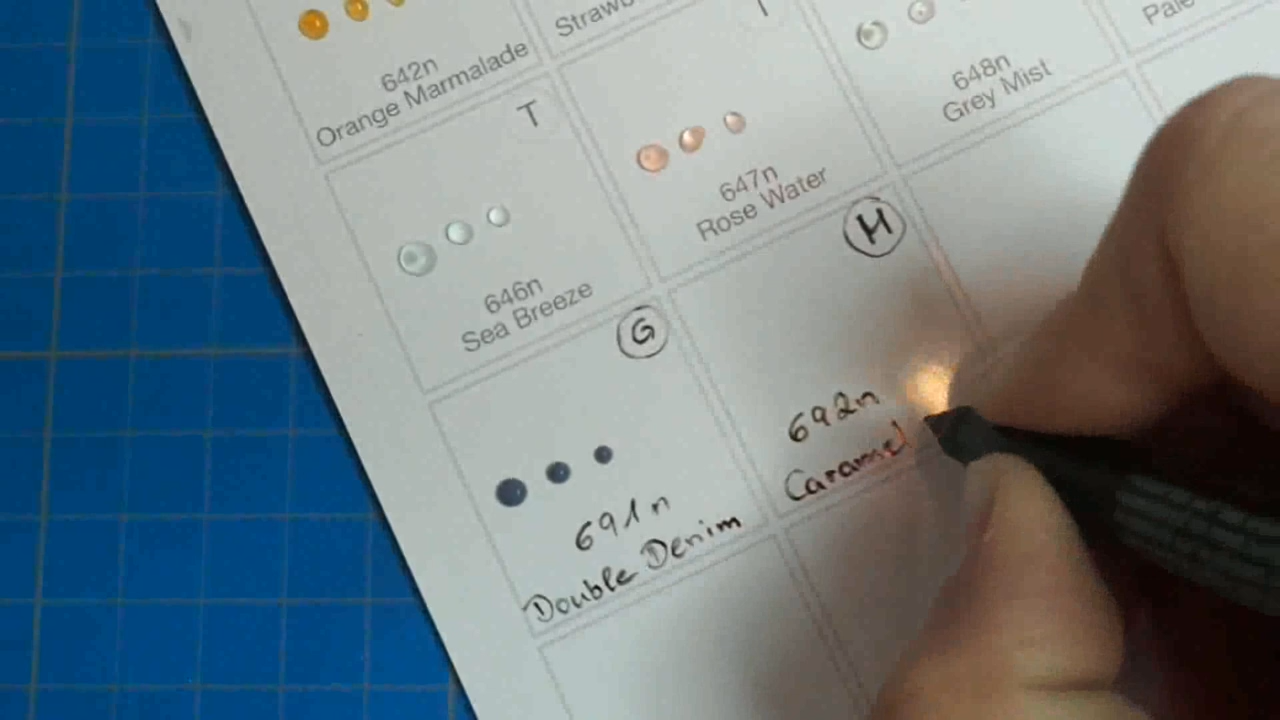 642n
Orange Marmalade
T
646n
Sea Breeze
T
647n
Rose Water
648n
Grey Mist
G
691n
Double Denim
H
692n
Caramel